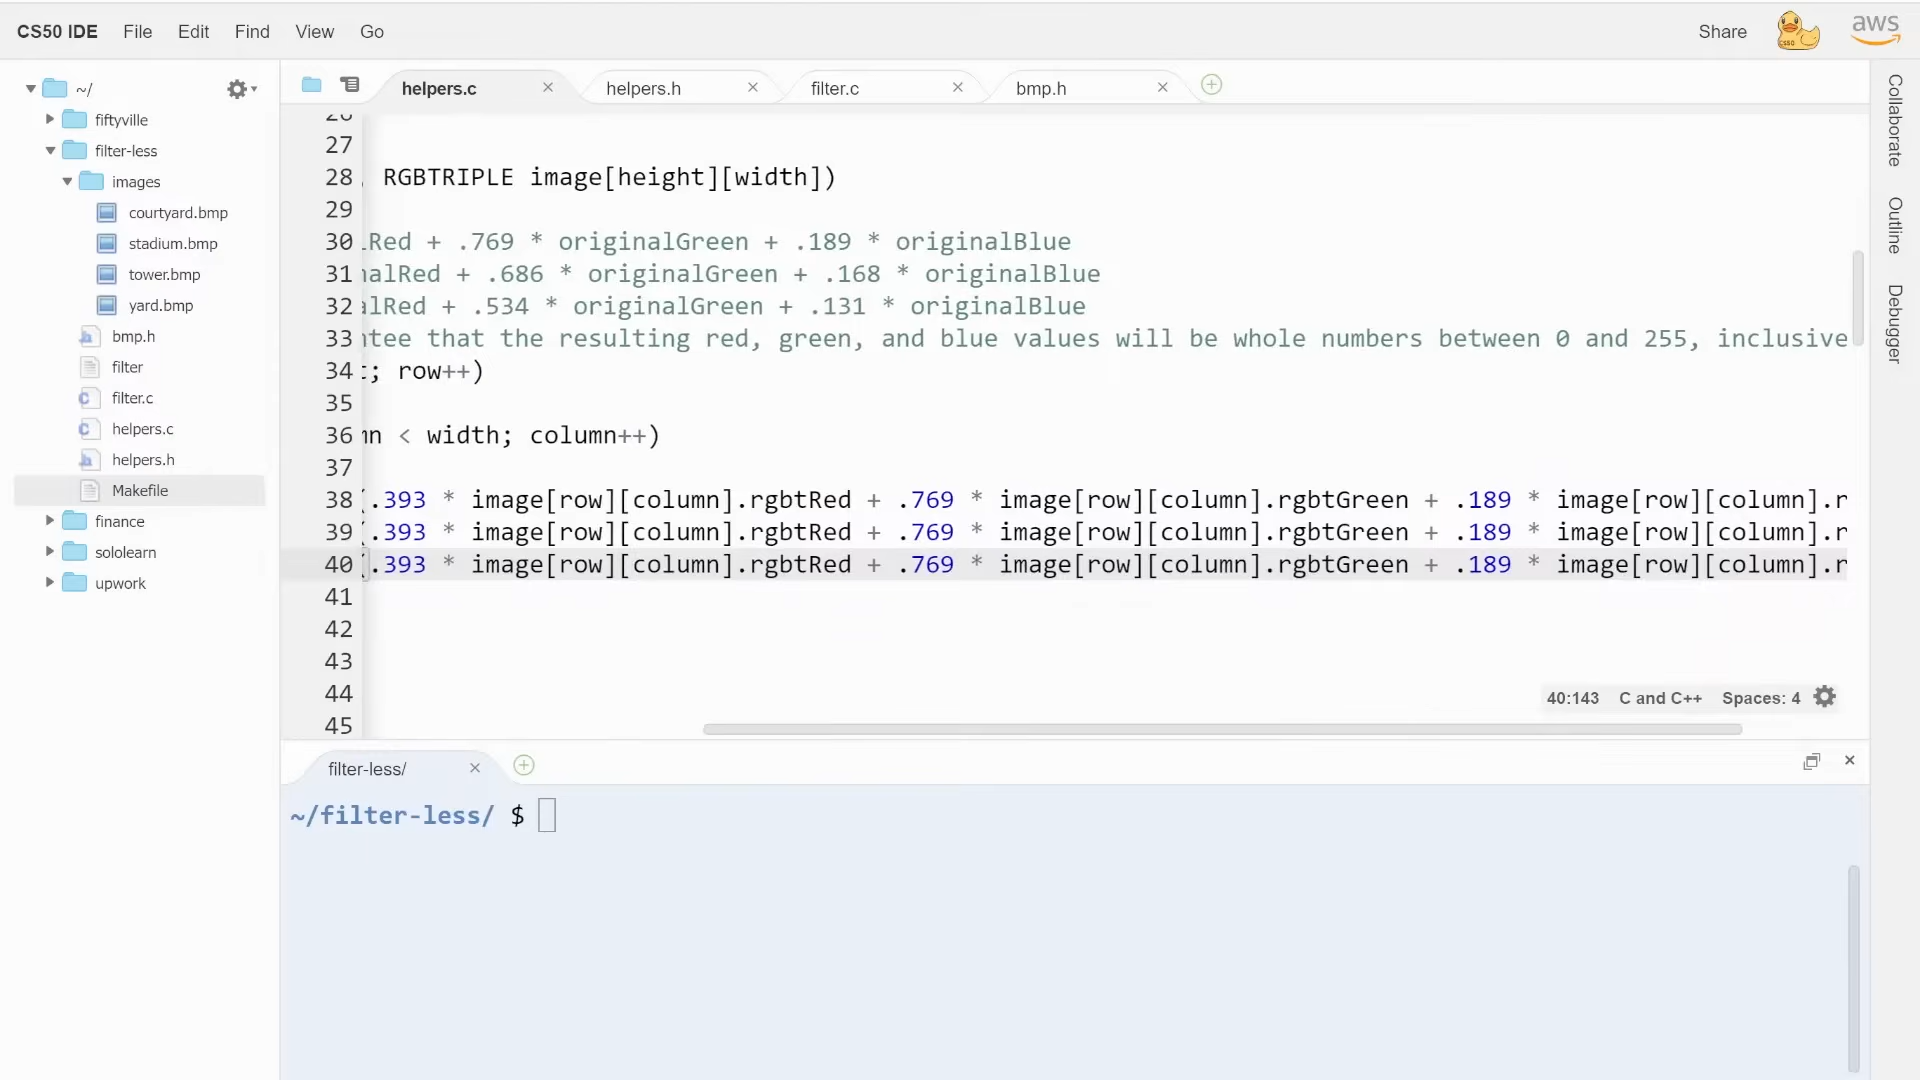 CS50 IDE File Edit Find View Go Share aws
~/
fiftyville
filter-less
images
courtyard.bmp
stadium.bmp
tower.bmp
yard.bmp
bmp.h
filter
filter.c
helpers.c
helpers.h
Makefile
finance
sololearn
upwork
helpers.c helpers.h filter.c bmp.h
26
27
28 RGBTRIPLE image[height][width])
29
30 lRed + .769 * originalGreen + .189 * originalBlue
31 nalRed + .686 * originalGreen + .168 * originalBlue
32 alRed + .534 * originalGreen + .131 * originalBlue
33 ntee that the resulting red, green, and blue values will be whole numbers between 0 and 255, inclusive
34 t; row++)
35
36 mn < width; column++)
37
38 (.393 * image[row][column].rgbtRed + .769 * image[row][column].rgbtGreen + .189 * image[row][column].r
39 (.393 * image[row][column].rgbtRed + .769 * image[row][column].rgbtGreen + .189 * image[row][column].r
40 (.393 * image[row][column].rgbtRed + .769 * image[row][column].rgbtGreen + .189 * image[row][column].r
41
42
43
44
45
40:143 C and C++ Spaces: 4
filter-less/
~/filter-less/ $
Collaborate
Outline
Debugger